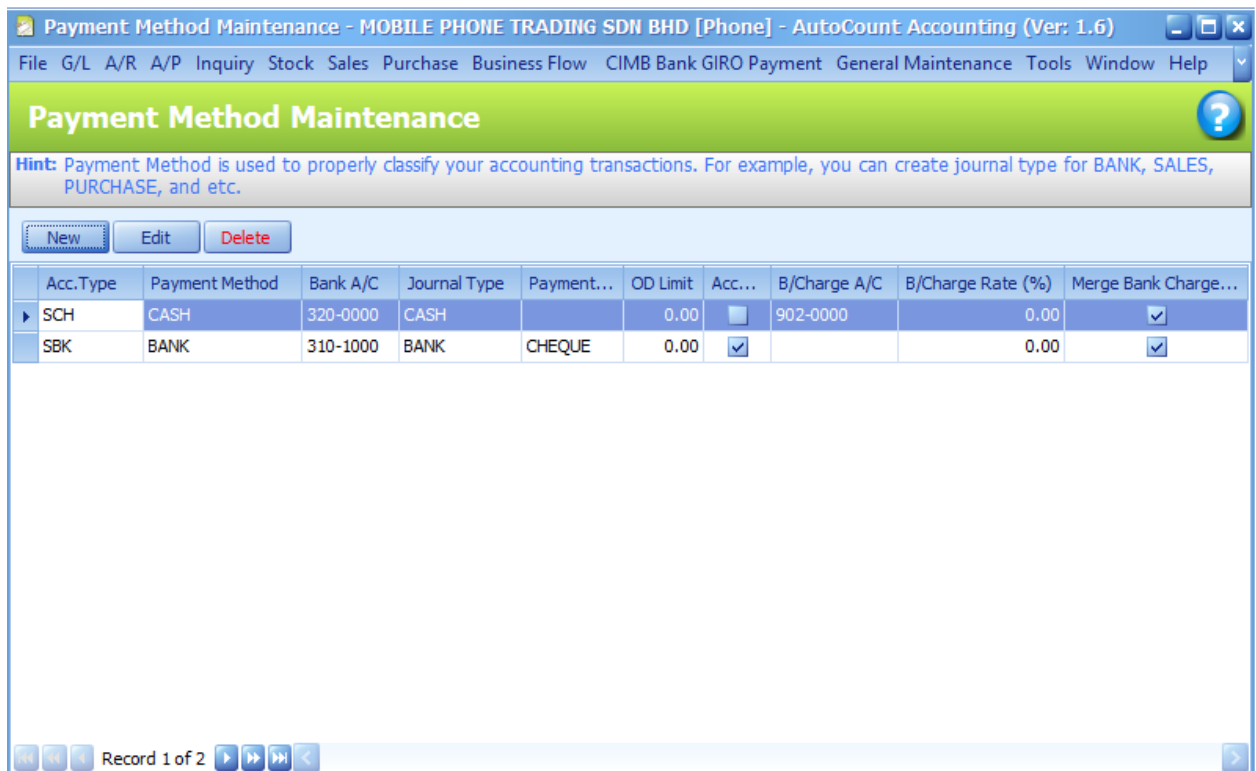 Payment Method Maintenance - MOBILE PHONE TRADING SDN BHD [Phone] - AutoCount Accounting (Ver: 1.6)
File G/L A/R A/P Inquiry Stock Sales Purchase Business Flow CIMB Bank GIRO Payment General Maintenance Tools Window Help
Payment Method Maintenance
?
Hint: Payment Method is used to properly classify your accounting transactions. For example, you can create journal type for BANK, SALES,
PURCHASE, and etc.
New Edit Delete
Acc.Type Payment Method Bank A/C Journal Type Payment... OD Limit Acc... B/Charge A/C B/Charge Rate (%) Merge Bank Charge...
SCH CASH 320-0000 CASH 0.00 902-0000 0.00
SBK BANK 310-1000 BANK CHEQUE 0.00 0.00
Record 1 of 2